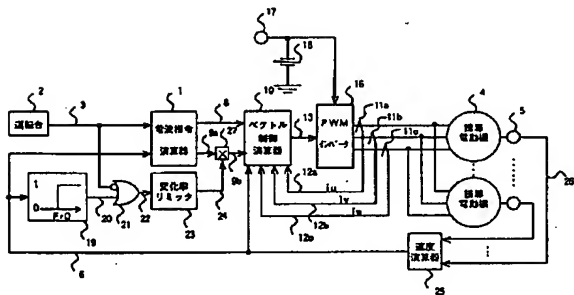 17
18
2
3
1
8
10
16
11a
11b
11c
4
5
運転台
電流指令
演算器
9a
27
9b
ベクトル
制御
演算器
13
PWM
インバータ
誘導
電動機
12a
iu
iv
iw
12b
12c
1
0
FrO
19
20
21
22
変化率
リミッタ
23
24
誘導
電動機
速度
演算器
25
26
6